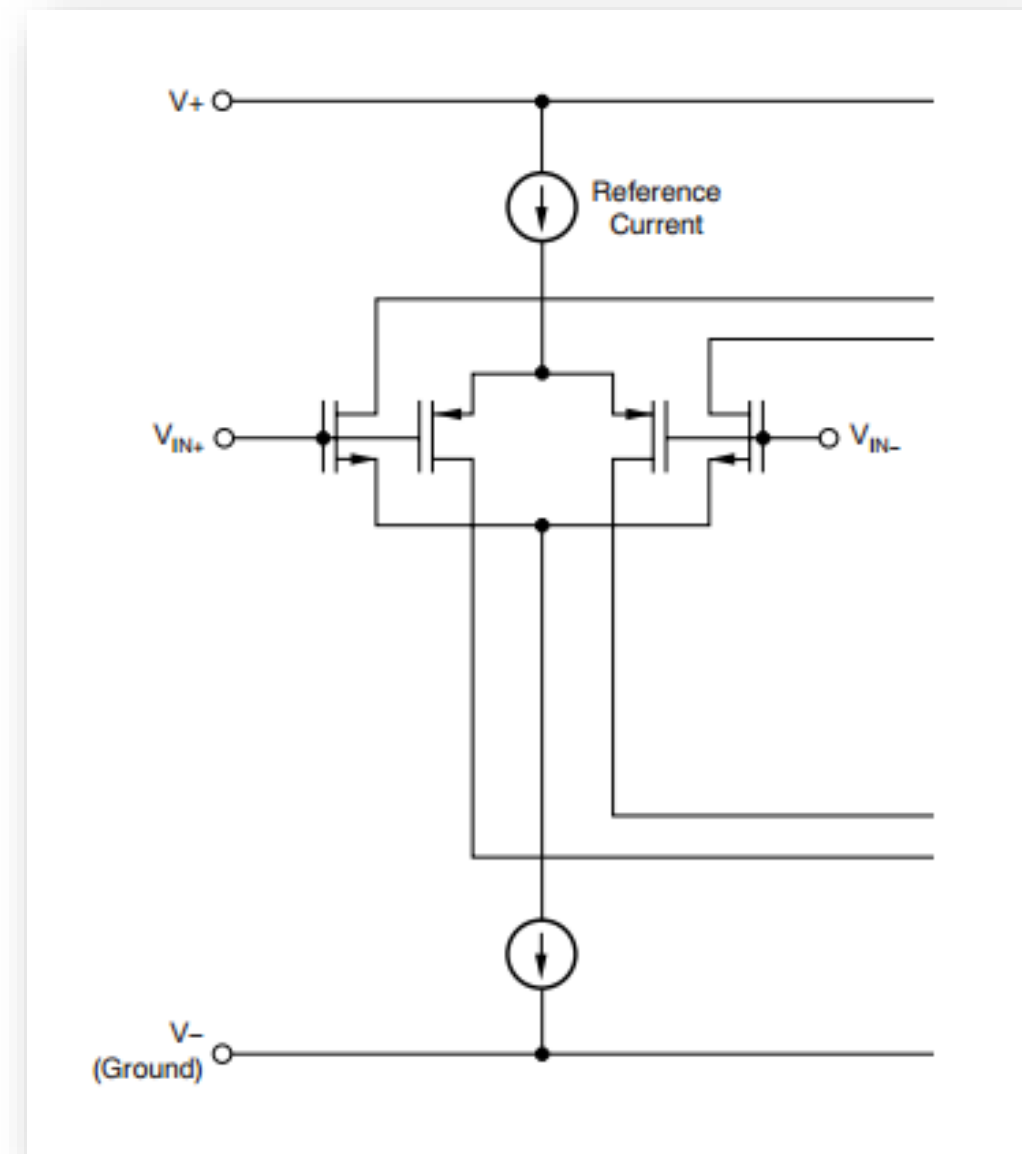 V+
Reference
Current
VIN+
VIN–
V–
(Ground)